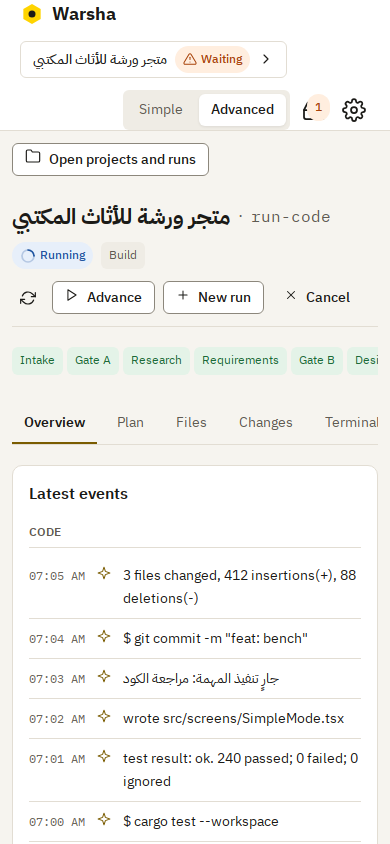 Warsha
متجر ورشة للأثاث المكتبي Waiting
Simple Advanced 1
Open projects and runs
متجر ورشة للأثاث المكتبي · run-code
Running Build
Advance New run Cancel
Intake Gate A Research Requirements Gate B Desi
Overview Plan Files Changes Terminal
Latest events
CODE
07:05 AM 3 files changed, 412 insertions(+), 88
deletions(-)
07:04 AM $ git commit -m "feat: bench"
07:03 AM جارٍ تنفيذ المهمة: مراجعة الكود
07:02 AM wrote src/screens/SimpleMode.tsx
07:01 AM test result: ok. 240 passed; 0 failed; 0
ignored
07:00 AM $ cargo test --workspace